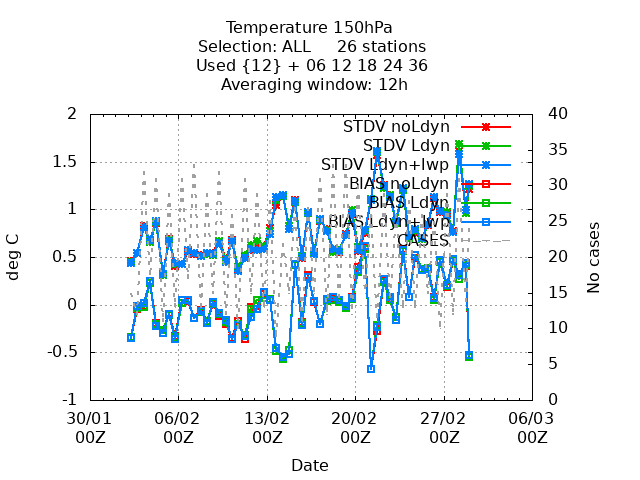 Temperature 150hPa
Selection: ALL 26 stations
Used {12} + 06 12 18 24 36
Averaging window: 12h
STDV noLdyn
STDV Ldyn
STDV Ldyn+lwp
BIAS noLdyn
BIAS Ldyn
BIAS Ldyn+lwp
CASES
deg C
2
1.5
1
0.5
0
-0.5
-1
No cases
40
35
30
25
20
15
10
5
0
30/01 06/02 13/02 20/02 27/02 06/03
00Z 00Z 00Z 00Z 00Z 00Z
Date